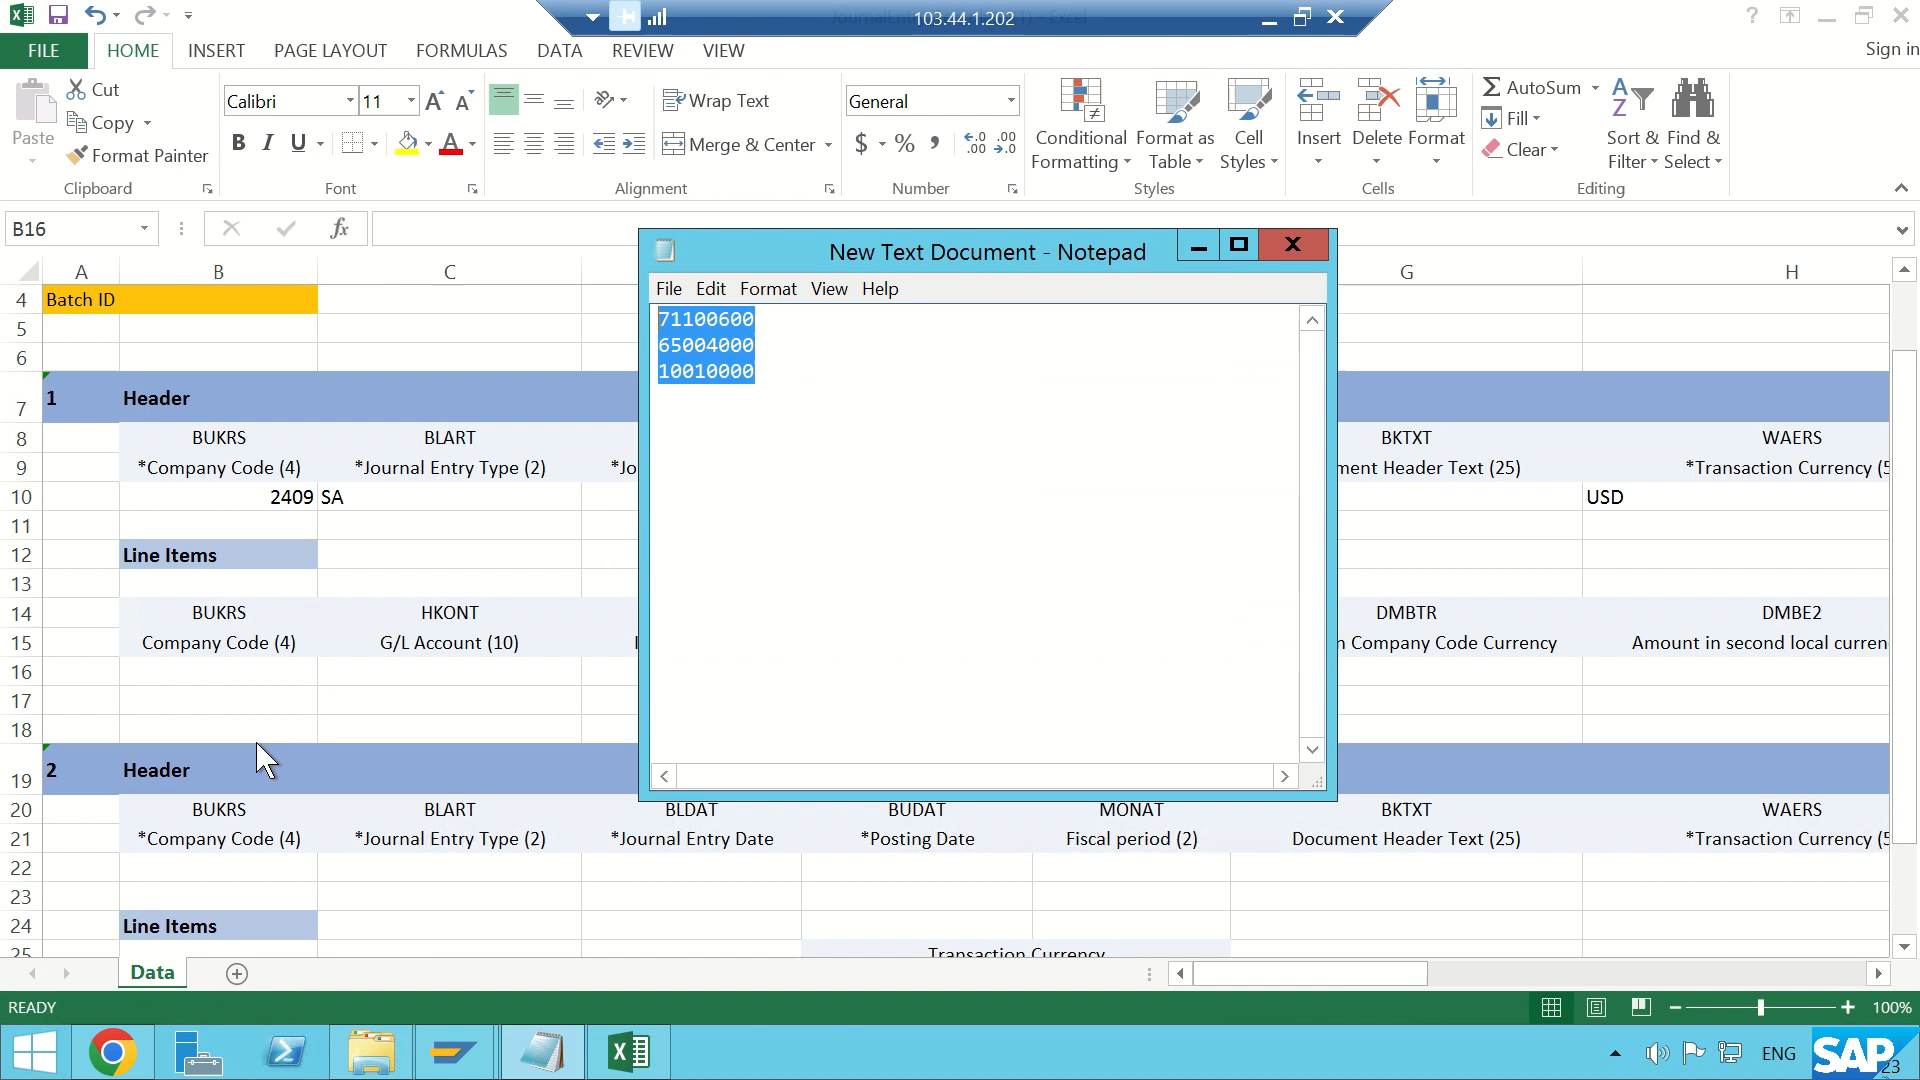 103.44.1.202
FILE HOME INSERT PAGE LAYOUT FORMULAS DATA REVIEW VIEW Sign in
Cut
Copy
Format Painter
Paste
Clipboard
Calibri 11
B I U
Font
Wrap Text
Merge & Center
Alignment
General
$ % ,
Number
Conditional Formatting
Format as Table
Cell Styles
Styles
Insert Delete Format
Cells
AutoSum
Fill
Clear
Sort & Filter
Find & Select
Editing
B16 fx
New Text Document - Notepad
File Edit Format View Help
71100600
65004000
10010000
A B C G H
4 Batch ID
5
6
7 1 Header
8 BUKRS BLART BKTXT WAERS
9 *Company Code (4) *Journal Entry Type (2) *Jo ment Header Text (25) *Transaction Currency (5
10 2409 SA USD
11
12 Line Items
13
14 BUKRS HKONT DMBTR DMBE2
15 Company Code (4) G/L Account (10) n Company Code Currency Amount in second local curren
16
17
18
19 2 Header
20 BUKRS BLART BLDAT BUDAT MONAT BKTXT WAERS
21 *Company Code (4) *Journal Entry Type (2) *Journal Entry Date *Posting Date Fiscal period (2) Document Header Text (25) *Transaction Currency (5
22
23
24 Line Items
25 Transaction Currency
Data
READY 100%
ENG SAP 23